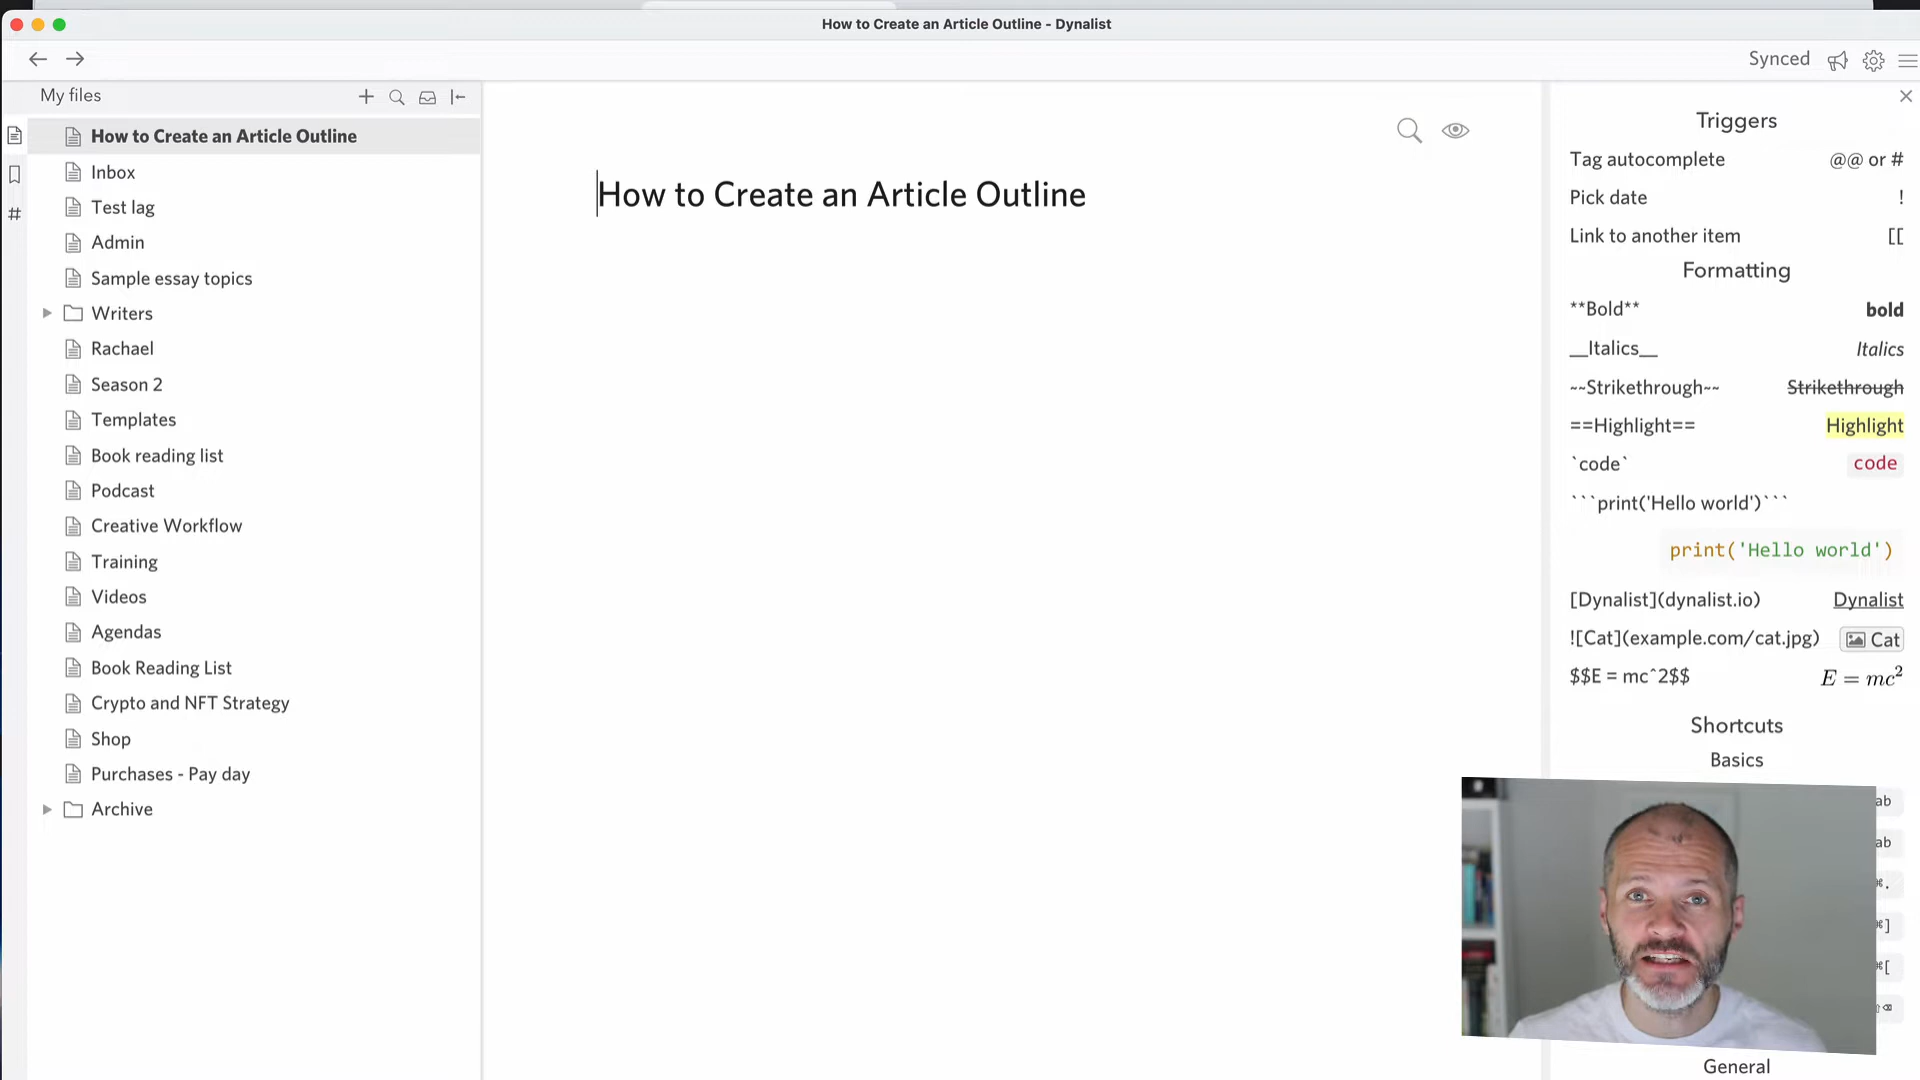 How to Create an Article Outline - Dynalist
Synced
My files
How to Create an Article Outline
Inbox
Test lag
Admin
Sample essay topics
Writers
Rachael
Season 2
Templates
Book reading list
Podcast
Creative Workflow
Training
Videos
Agendas
Book Reading List
Crypto and NFT Strategy
Shop
Purchases - Pay day
Archive
How to Create an Article Outline
Triggers
Tag autocomplete @@ or #
Pick date !
Link to another item [[
Formatting
**Bold** bold
__Italics__ Italics
~~Strikethrough~~ Strikethrough
==Highlight== Highlight
`code` code
```print('Hello world')```
print('Hello world')
[Dynalist](dynalist.io) Dynalist
![Cat](example.com/cat.jpg) Cat
$$E = mc^2$$ E = mc²
Shortcuts
Basics
ab
ab
⌘.
⌘]
⌘[
General